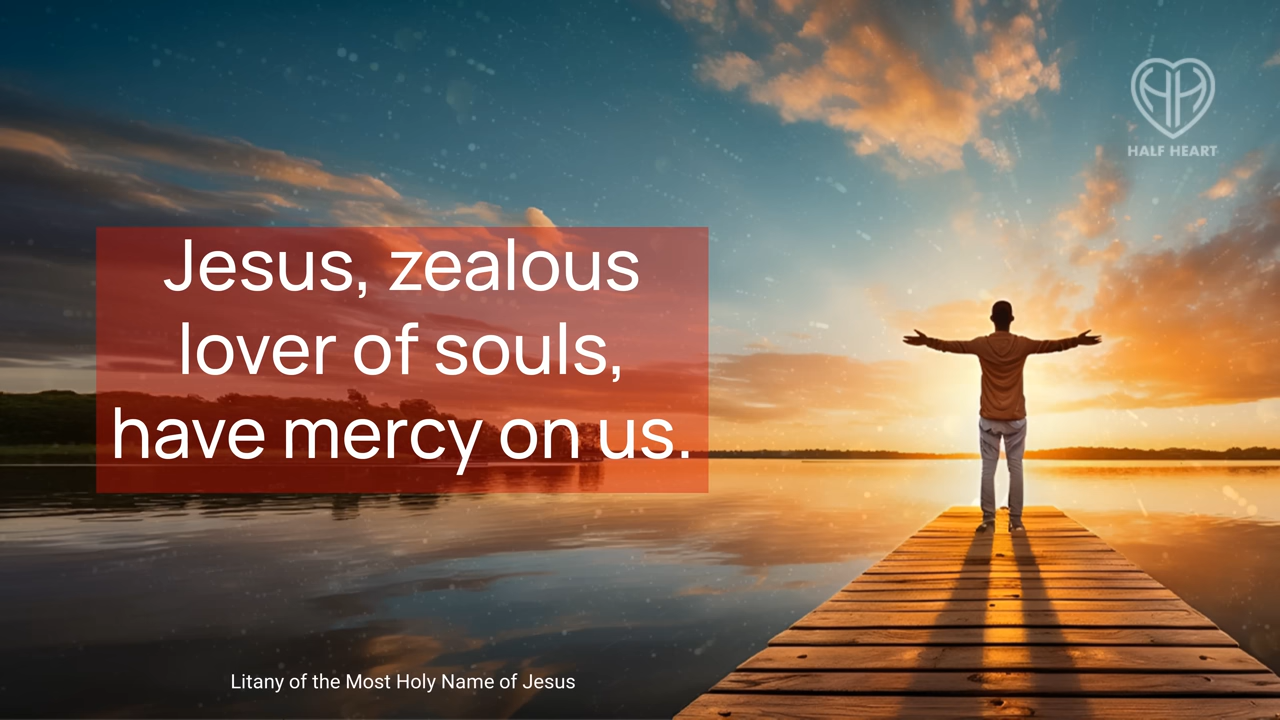 HALF HEART
Jesus, zealous
lover of souls,
have mercy on us.
Litany of the Most Holy Name of Jesus